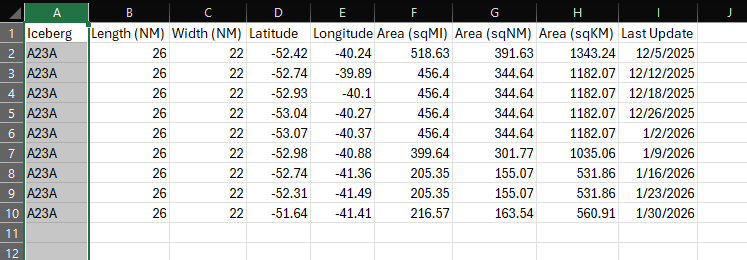 A B C D E F G H I J
1 Iceberg Length (NM) Width (NM) Latitude Longitude Area (sqMI) Area (sqNM) Area (sqKM) Last Update
2 A23A 26 22 -52.42 -40.24 518.63 391.63 1343.24 12/5/2025
3 A23A 26 22 -52.74 -39.89 456.4 344.64 1182.07 12/12/2025
4 A23A 26 22 -52.93 -40.1 456.4 344.64 1182.07 12/18/2025
5 A23A 26 22 -53.04 -40.27 456.4 344.64 1182.07 12/26/2025
6 A23A 26 22 -53.07 -40.37 456.4 344.64 1182.07 1/2/2026
7 A23A 26 22 -52.98 -40.88 399.64 301.77 1035.06 1/9/2026
8 A23A 26 22 -52.74 -41.36 205.35 155.07 531.86 1/16/2026
9 A23A 26 22 -52.31 -41.49 205.35 155.07 531.86 1/23/2026
10 A23A 26 22 -51.64 -41.41 216.57 163.54 560.91 1/30/2026
11
12